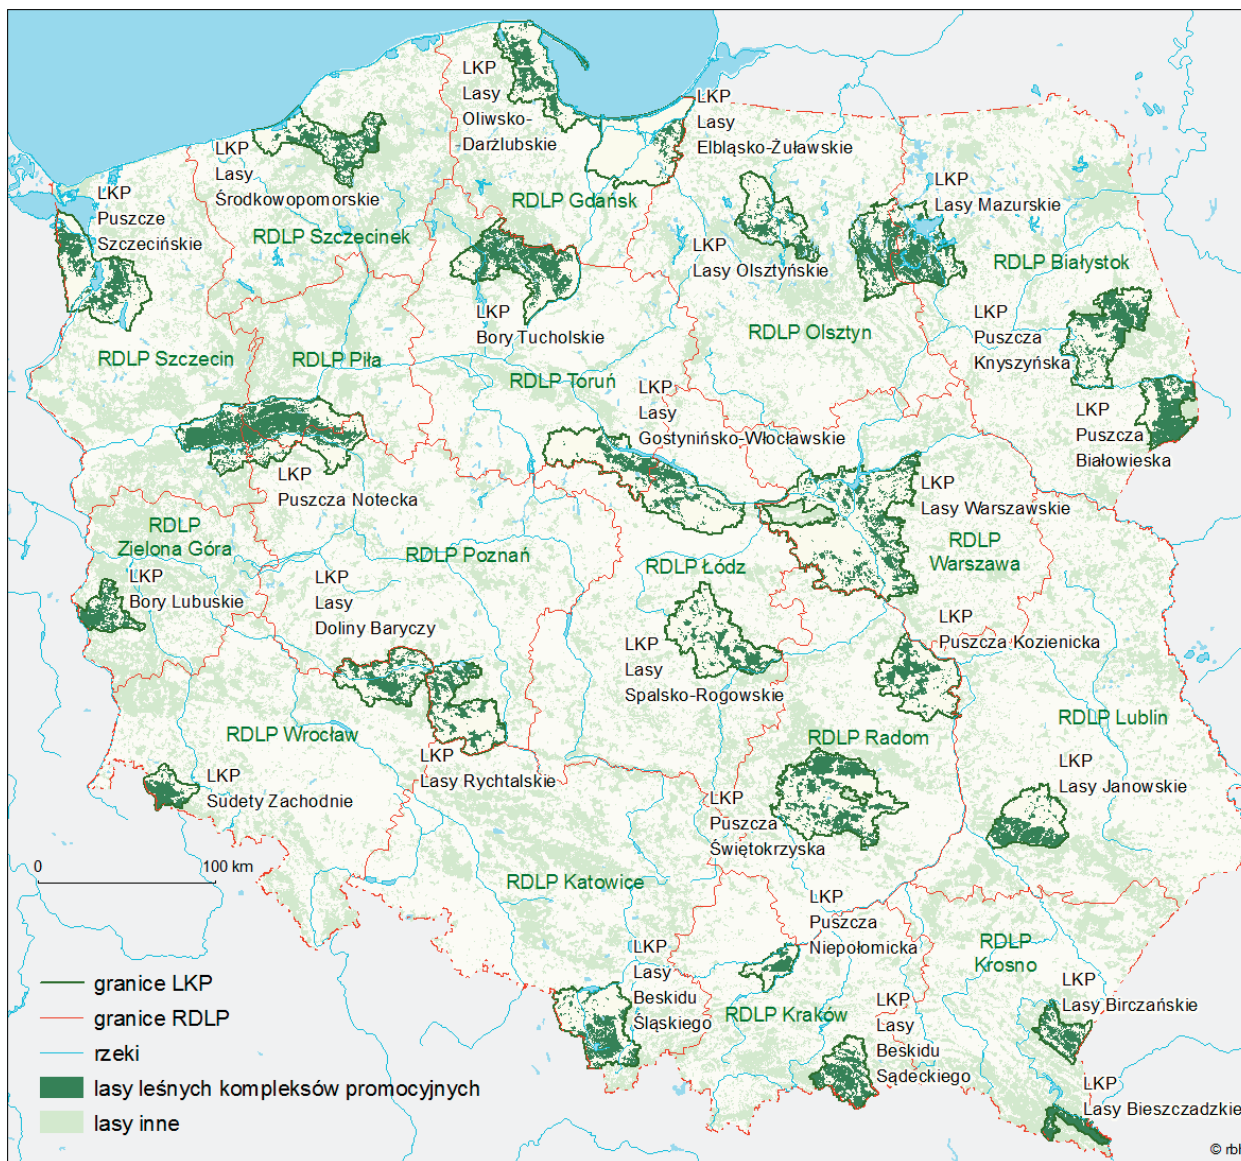 LKP
Lasy
Oliwsko-
Darżlubskie
LKP
Lasy
Elbląsko-Żuławskie
LKP
Lasy
Środkowopomorskie
LKP
Puszcze
Szczecińskie
RDLP Gdańsk
RDLP Szczecinek
LKP
Lasy Mazurskie
LKP
Lasy Olsztyńskie
RDLP Białystok
LKP
Bory Tucholskie
RDLP Olsztyn
LKP
Puszcza
Knyszyńska
RDLP Szczecin
RDLP Piła
RDLP Toruń
LKP
Lasy
Gostynińsko-Włocławskie
LKP
Puszcza
Białowieska
LKP
Puszcza Notecka
LKP
Lasy Warszawskie
RDLP
Zielona Góra
RDLP Poznań
RDLP Łódź
RDLP
Warszawa
LKP
Bory Lubuskie
LKP
Lasy
Doliny Baryczy
LKP
Puszcza Kozienicka
LKP
Lasy
Spalsko-Rogowskie
RDLP Wrocław
RDLP Radom
RDLP Lublin
LKP
Lasy Rychtalskie
LKP
Sudety Zachodnie
LKP
Lasy Janowskie
LKP
Puszcza
Świętokrzyska
0 100 km
RDLP Katowice
LKP
Puszcza
Niepołomicka
RDLP
Krosno
LKP
Lasy
Beskidu
Śląskiego
RDLP Kraków
LKP
Lasy
Beskidu
Sądeckiego
LKP
Lasy Birczańskie
LKP
Lasy Bieszczadzkie
granice LKP
granice RDLP
rzeki
lasy leśnych kompleksów promocyjnych
lasy inne